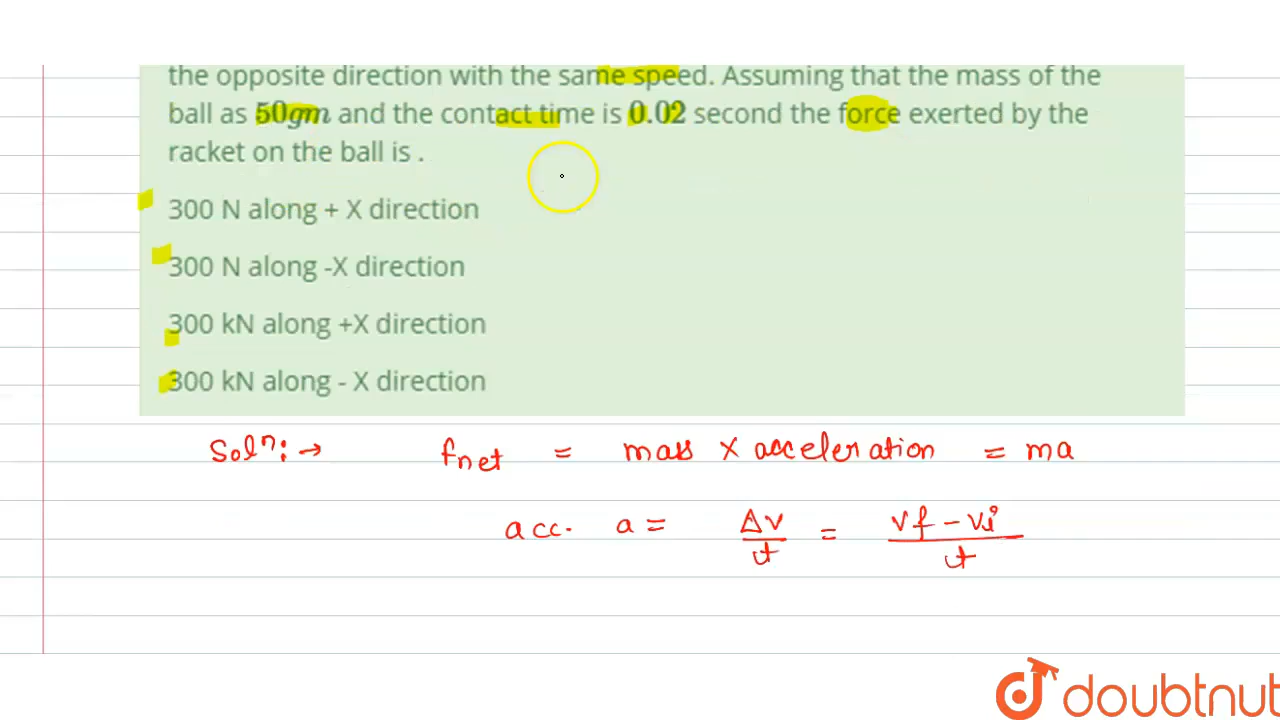 the opposite direction with the same speed. Assuming that the mass of the
ball as 50gm and the contact time is 0.02 second the force exerted by the
racket on the ball is .
300 N along + X direction
300 N along -X direction
300 kN along +X direction
300 kN along - X direction
Solⁿ: → fnet = mass × acceleration = ma
acc. a = Δv/t = vf - vi/t
doubtnut